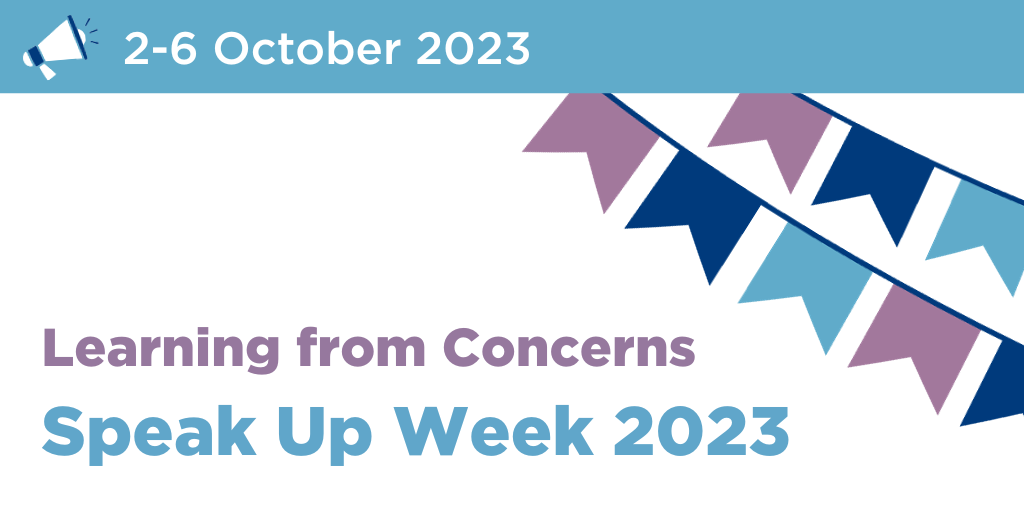 2-6 October 2023
Learning from Concerns
Speak Up Week 2023